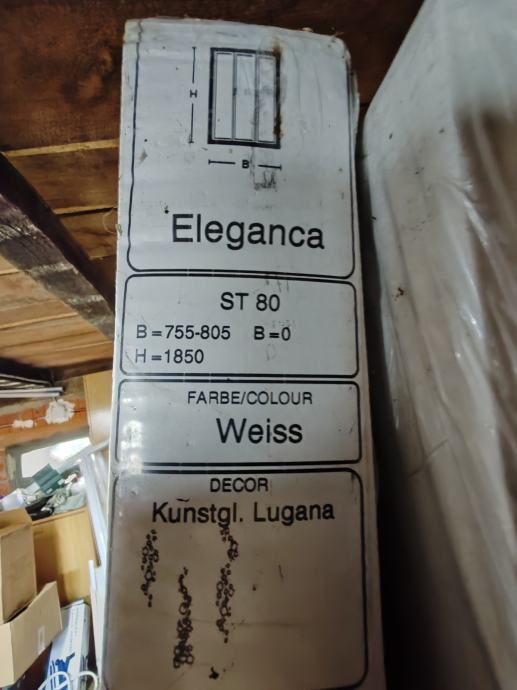 H
B
Eleganca
ST 80
B=755-805 B=0
H=1850
FARBE/COLOUR
Weiss
DECOR
Kunstgl. Lugana